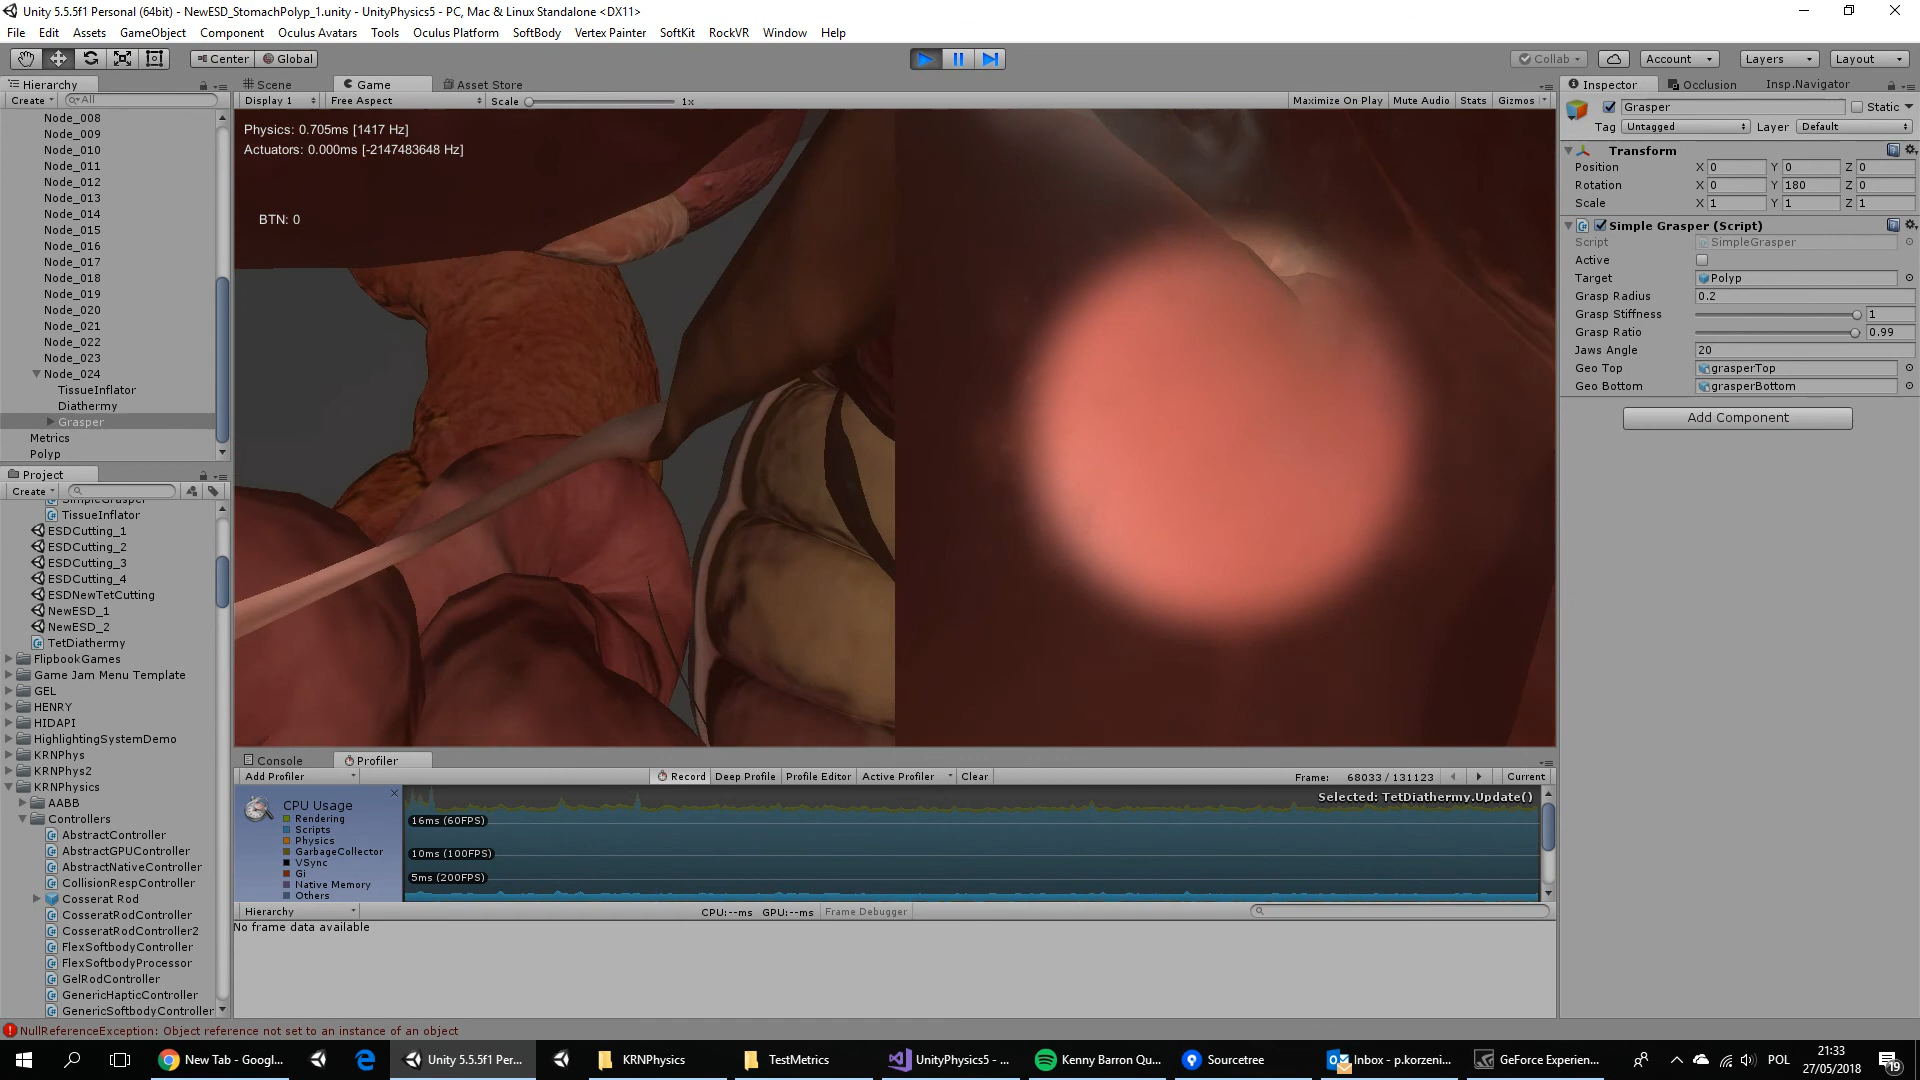 Unity 5.5.5f1 Personal (64bit) - NewESD_StomachPolyp_1.unity - UnityPhysics5 - PC, Mac & Linux Standalone <DX11>
File Edit Assets GameObject Component Oculus Avatars Tools Oculus Platform SoftBody Vertex Painter SoftKit RockVR Window Help
Center Global Collab Account Layers Layout
Hierarchy
Create All
Node_008
Node_009
Node_010
Node_011
Node_012
Node_013
Node_014
Node_015
Node_016
Node_017
Node_018
Node_019
Node_020
Node_021
Node_022
Node_023
Node_024
TissueInflator
Diathermy
Grasper
Metrics
Polyp
Project
Create
SimpleGrasper
TissueInflator
ESDCutting_1
ESDCutting_2
ESDCutting_3
ESDCutting_4
ESDNewTetCutting
NewESD_1
NewESD_2
TetDiathermy
FlipbookGames
Game Jam Menu Template
GEL
HENRY
HIDAPI
HighlightingSystemDemo
KRNPhys
KRNPhys2
KRNPhysics
AABB
Controllers
AbstractController
AbstractGPUController
AbstractNativeController
CollisionRespController
Cosserat Rod
CosseratRodController
CosseratRodController2
FlexSoftbodyController
FlexSoftbodyProcessor
GelRodController
GenericHapticController
GenericSoftbodyController
Scene Game Asset Store
Display 1 Free Aspect Scale 1x Maximize On Play Mute Audio Stats Gizmos
Physics: 0.705ms [1417 Hz]
Actuators: 0.000ms [-2147483648 Hz]
BTN: 0
Console Profiler
Add Profiler Record Deep Profile Profile Editor Active Profiler Clear Frame: 68033 / 131123 Current
CPU Usage
Rendering
Scripts
Physics
GarbageCollector
VSync
Gi
Native Memory
Others
Selected: TetDiathermy.Update()
16ms (60FPS)
10ms (100FPS)
5ms (200FPS)
Hierarchy CPU:--ms GPU:--ms Frame Debugger
No frame data available
Inspector Occlusion Insp.Navigator
Grasper Static
Tag Untagged Layer Default
Transform
Position X 0 Y 0 Z 0
Rotation X 0 Y 180 Z 0
Scale X 1 Y 1 Z 1
Simple Grasper (Script)
Script SimpleGrasper
Active
Target Polyp
Grasp Radius 0.2
Grasp Stiffness 1
Grasp Ratio 0.99
Jaws Angle 20
Geo Top grasperTop
Geo Bottom grasperBottom
Add Component
NullReferenceException: Object reference not set to an instance of an object
New Tab - Googl... Unity 5.5.5f1 Per... KRNPhysics TestMetrics UnityPhysics5 - ... Kenny Barron Qu... Sourcetree Inbox - p.korzeni... GeForce Experien... POL 21:33
27/05/2018 19